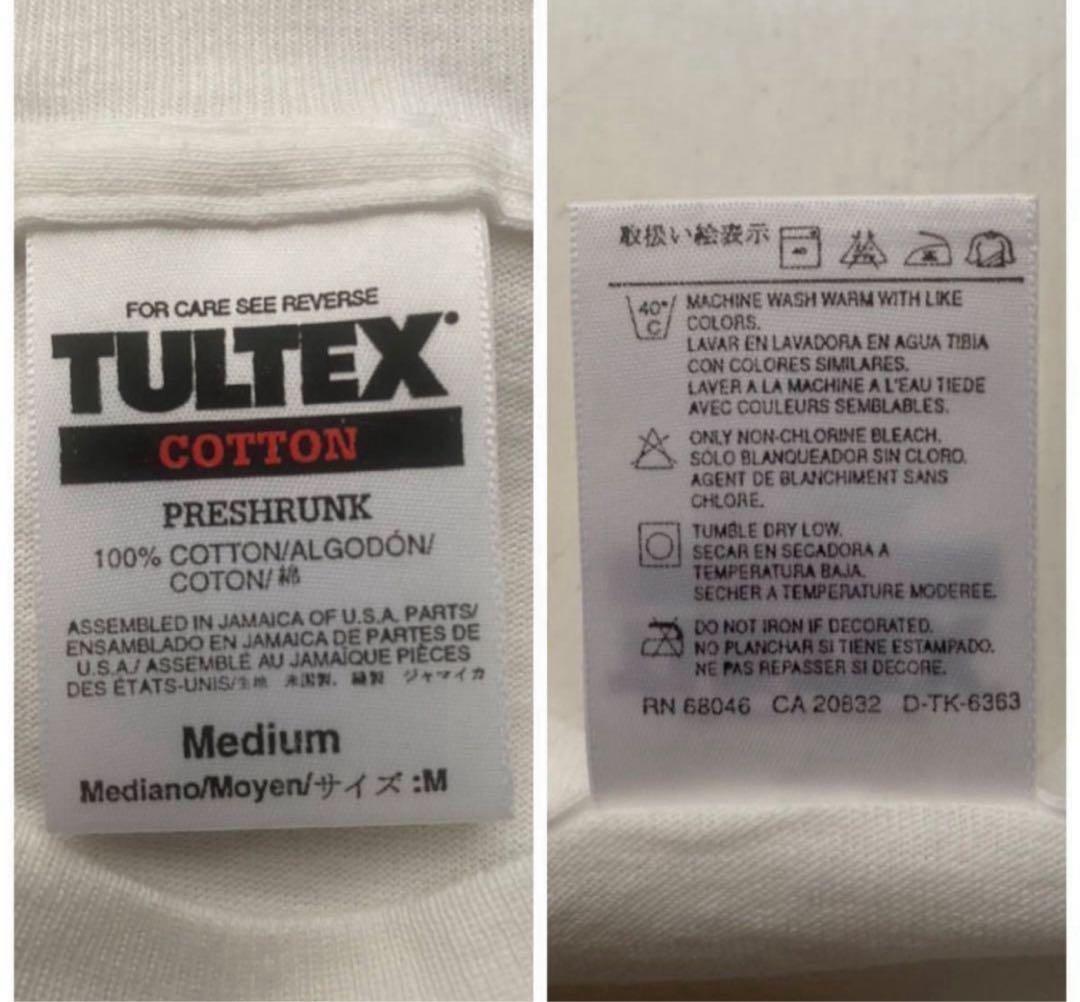 FOR CARE SEE REVERSE
TULTEX
COTTON
PRESHRUNK
100% COTTON/ALGODÓN/
COTON/綿
ASSEMBLED IN JAMAICA OF U.S.A. PARTS/
ENSAMBLADO EN JAMAICA DE PARTES DE
U.S.A./ ASSEMBLÉ AU JAMAÏQUE PIÈCES
DES ÉTATS-UNIS/生地 米国製. 縫製 ジャマイカ
Medium
Mediano/Moyen/サイズ :M
取扱い絵表示 40
40° C
MACHINE WASH WARM WITH LIKE
COLORS.
LAVAR EN LAVADORA EN AGUA TIBIA
CON COLORES SIMILARES.
LAVER A LA MACHINE A L'EAU TIEDE
AVEC COULEURS SEMBLABLES.
ONLY NON-CHLORINE BLEACH.
SOLO BLANQUEADOR SIN CLORO.
AGENT DE BLANCHIMENT SANS
CHLORE.
TUMBLE DRY LOW.
SECAR EN SECADORA A
TEMPERATURA BAJA.
SECHER A TEMPERATURE MODEREE.
DO NOT IRON IF DECORATED.
NO PLANCHAR SI TIENE ESTAMPADO.
NE PAS REPASSER SI DECORE.
RN 68046 CA 20832 D-TK-6363